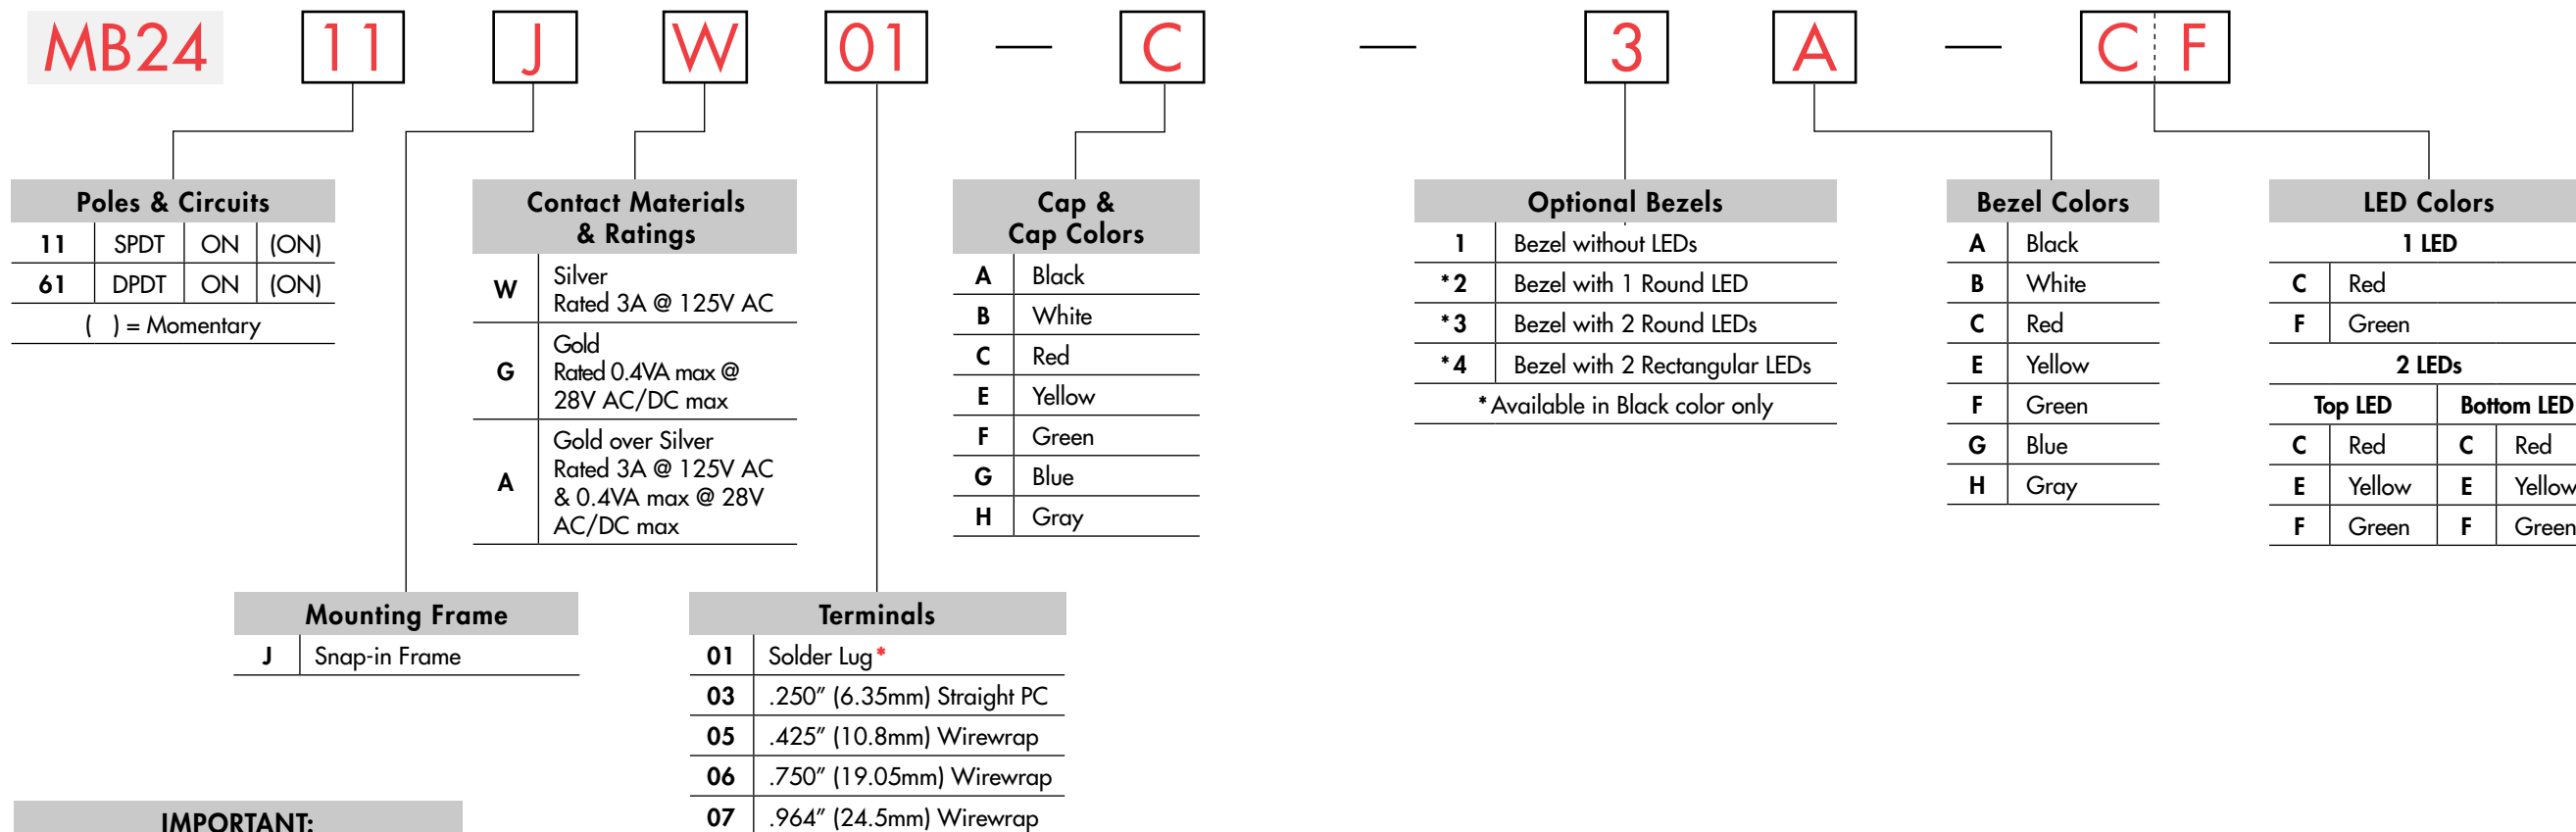 MB24 11 J W 01 — C — 3 A — C F
Poles & Circuits
11 SPDT ON (ON)
61 DPDT ON (ON)
( ) = Momentary
Contact Materials
& Ratings
W Silver
Rated 3A @ 125V AC
G Gold
Rated 0.4VA max @
28V AC/DC max
A Gold over Silver
Rated 3A @ 125V AC
& 0.4VA max @ 28V
AC/DC max
Cap &
Cap Colors
A Black
B White
C Red
E Yellow
F Green
G Blue
H Gray
Optional Bezels
1 Bezel without LEDs
*2 Bezel with 1 Round LED
*3 Bezel with 2 Round LEDs
*4 Bezel with 2 Rectangular LEDs
*Available in Black color only
Bezel Colors
A Black
B White
C Red
E Yellow
F Green
G Blue
H Gray
LED Colors
1 LED
C Red
F Green
2 LEDs
Top LED Bottom LED
C Red C Red
E Yellow E Yellow
F Green F Green
Mounting Frame
J Snap-in Frame
Terminals
01 Solder Lug*
03 .250″ (6.35mm) Straight PC
05 .425″ (10.8mm) Wirewrap
06 .750″ (19.05mm) Wirewrap
07 .964″ (24.5mm) Wirewrap
IMPORTANT: